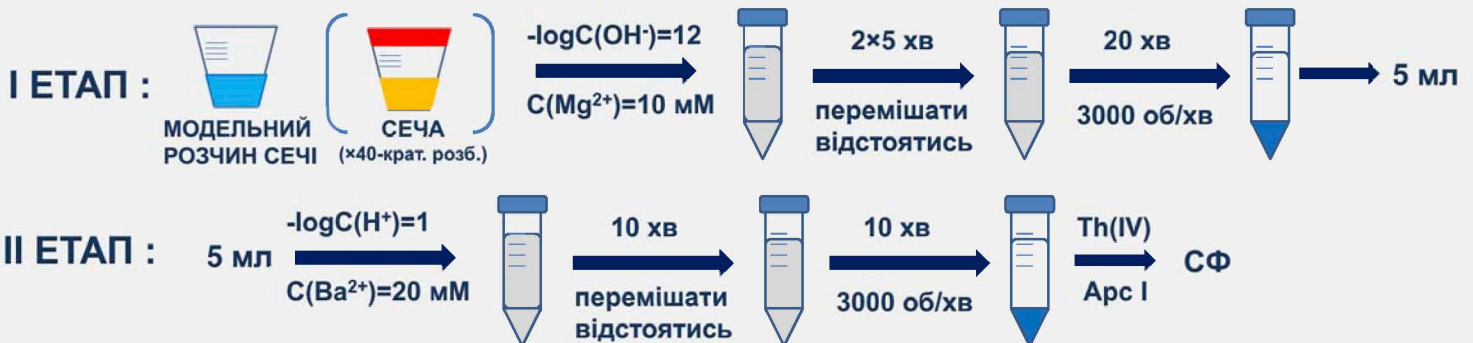 І ЕТАП :
МОДЕЛЬНИЙ
РОЗЧИН СЕЧІ
СЕЧА
(×40-крат. розб.)
-logC(OH-)=12
C(Mg2+)=10 мМ
2×5 хв
перемішати
відстоятись
20 хв
3000 об/хв
5 мл
ІІ ЕТАП :
5 мл
-logC(H+)=1
C(Ba2+)=20 мМ
10 хв
перемішати
відстоятись
10 хв
3000 об/хв
Th(IV)
Арс І
СФ